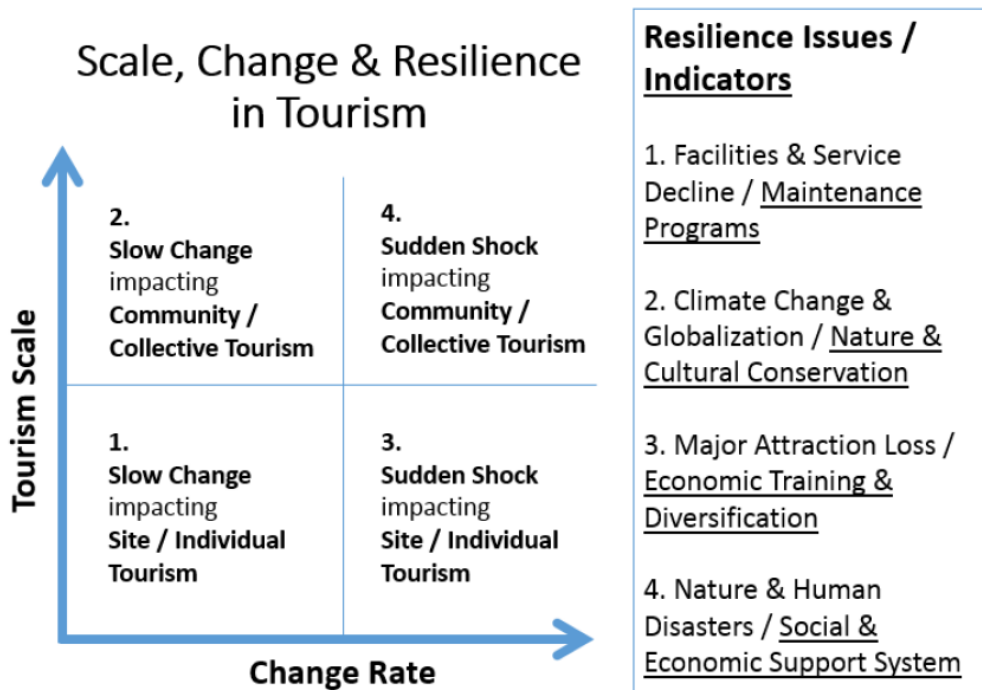 Scale, Change & Resilience
in Tourism
Tourism Scale
2.
Slow Change
impacting
Community /
Collective Tourism
4.
Sudden Shock
impacting
Community /
Collective Tourism
1.
Slow Change
impacting
Site / Individual
Tourism
3.
Sudden Shock
impacting
Site / Individual
Tourism
Change Rate
Resilience Issues /
Indicators
1. Facilities & Service
Decline / Maintenance
Programs
2. Climate Change &
Globalization / Nature &
Cultural Conservation
3. Major Attraction Loss /
Economic Training &
Diversification
4. Nature & Human
Disasters / Social &
Economic Support System